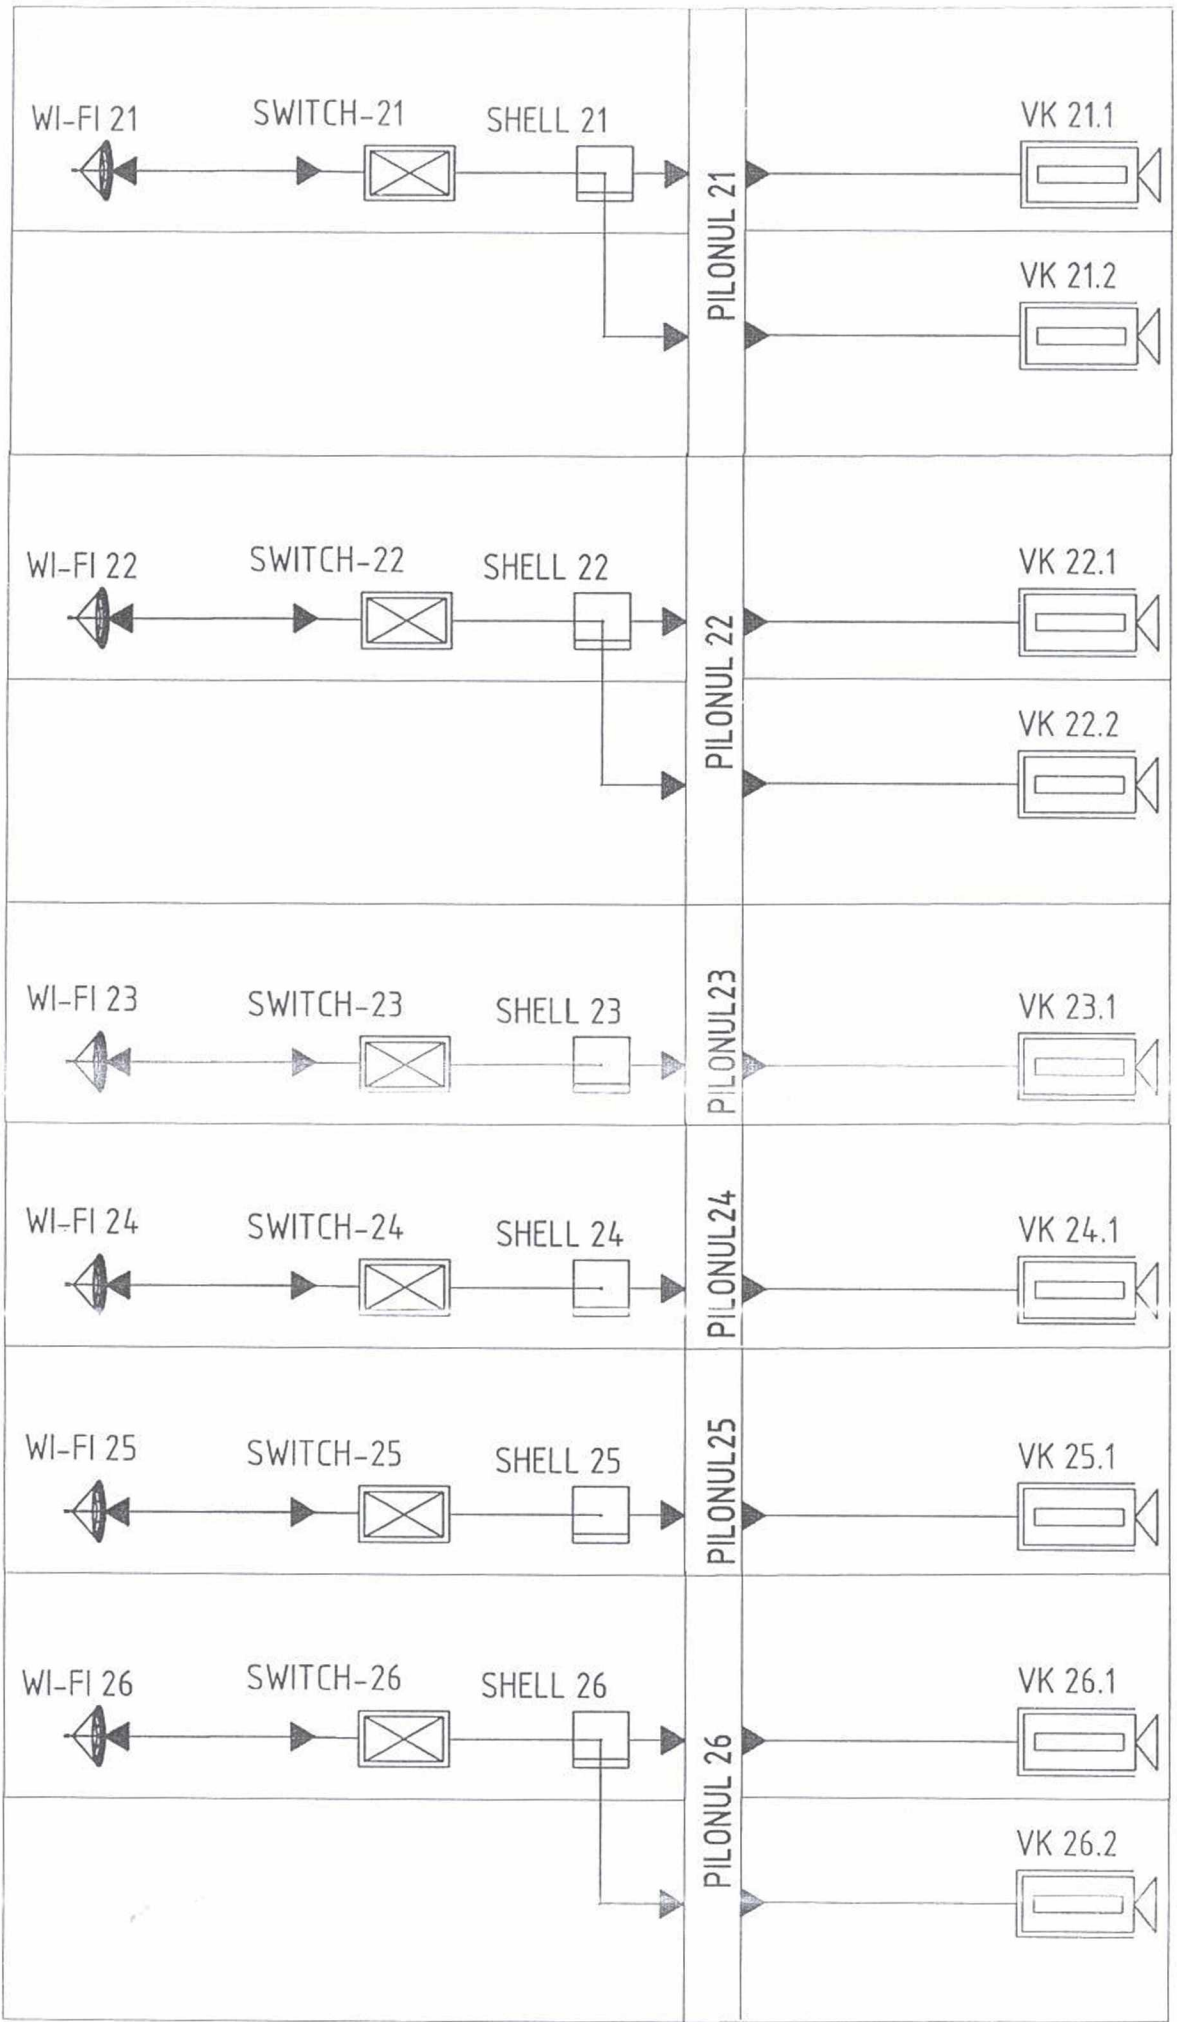 WI-FI 21
SWITCH-21
SHELL 21
PILONUL 21
VK 21.1
VK 21.2
WI-FI 22
SWITCH-22
SHELL 22
PILONUL 22
VK 22.1
VK 22.2
WI-FI 23
SWITCH-23
SHELL 23
PILONUL23
VK 23.1
WI-FI 24
SWITCH-24
SHELL 24
PILONUL24
VK 24.1
WI-FI 25
SWITCH-25
SHELL 25
PILONUL25
VK 25.1
WI-FI 26
SWITCH-26
SHELL 26
PILONUL 26
VK 26.1
VK 26.2